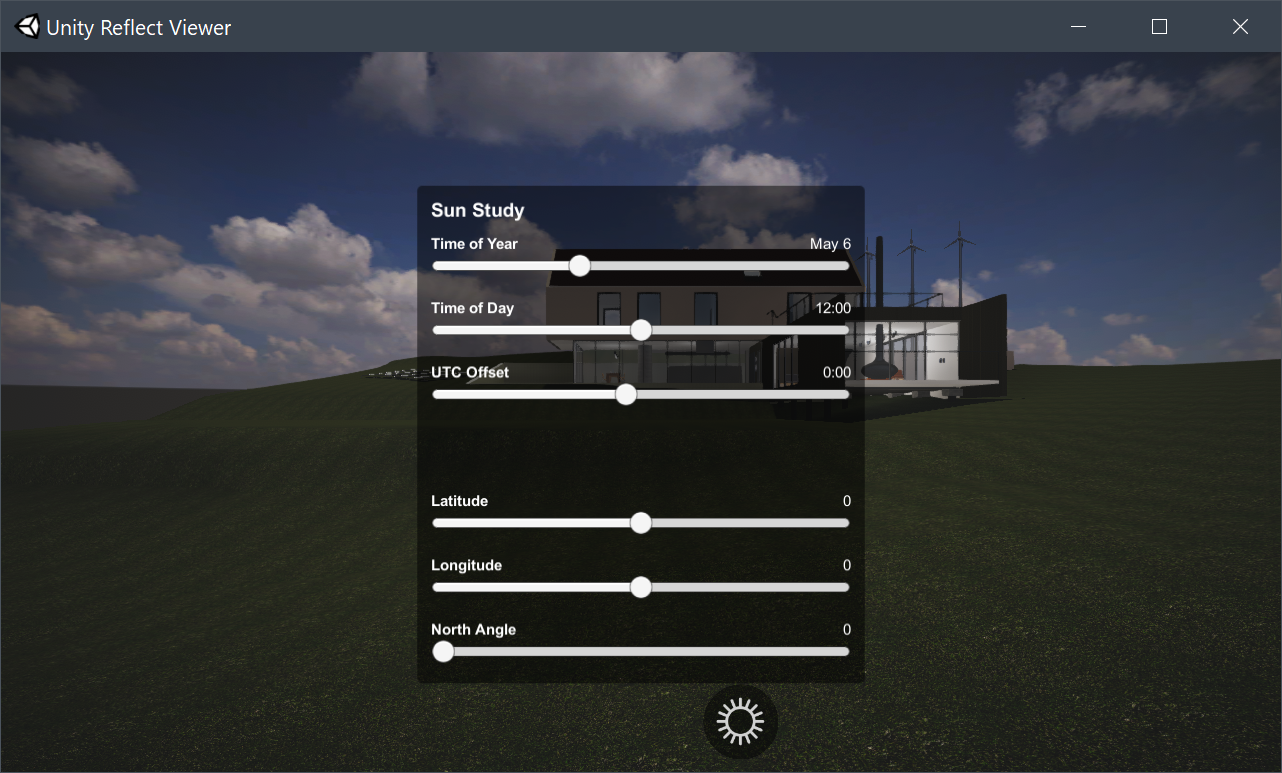 Unity Reflect Viewer
Sun Study
Time of Year May 6
Time of Day 12:00
UTC Offset 0:00
Latitude 0
Longitude 0
North Angle 0